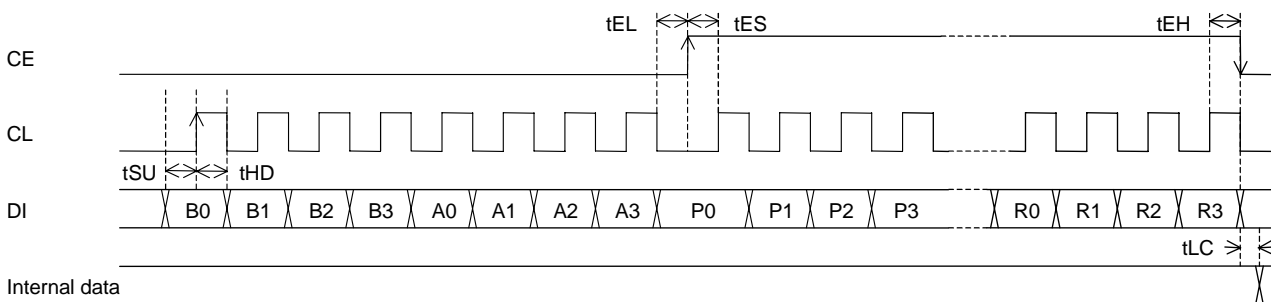 tEL tES tEH
CE
CL
tSU tHD
DI B0 B1 B2 B3 A0 A1 A2 A3 P0 P1 P2 P3 R0 R1 R2 R3
tLC
Internal data